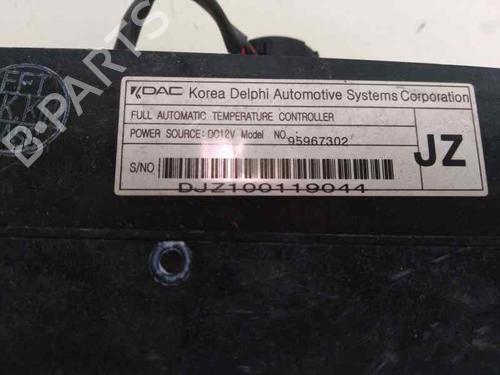 KDAC Korea Delphi Automotive Systems Corporation
FULL AUTOMATIC TEMPERATURE CONTROLLER
POWER SOURCE: DC12V Model NO. 95967302
JZ
S/NO
DJZ100119044
B-PARTS